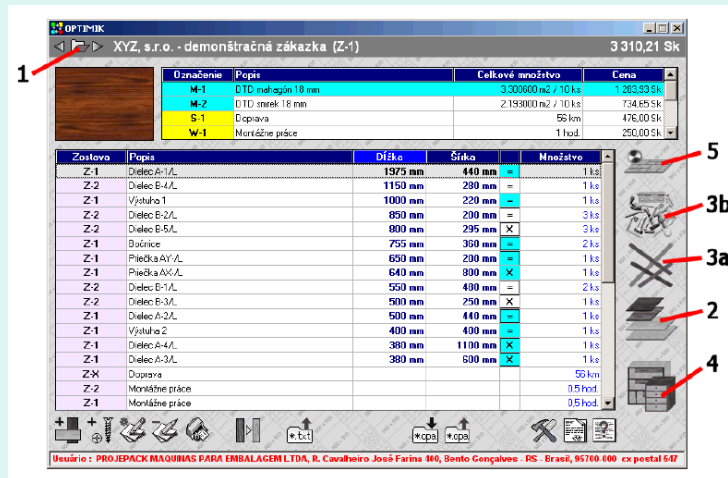 OPTIMIK
XYZ, s.r.o. - demonštračná zákazka (Z-1) 3 310,21 Sk
1
Označenie Popis Celkové množstvo Cena
M-1 DTD mahagón 18 mm 3,300600 m2 / 10 ks 1 283,93 Sk
M-2 DTD smrek 18 mm 2,193000 m2 / 10 ks 734,65 Sk
S-1 Doprava 56 km 476,00 Sk
W-1 Montážne práce 1 hod. 250,00 Sk
Zostava Popis Dĺžka Šírka Množstvo
Z-1 Dielec A-1/L 1975 mm 440 mm = 1 ks
5
Z-2 Dielec B-4/L 1150 mm 280 mm = 1 ks
Z-1 Výstuha 1 1000 mm 220 mm = 1 ks
Z-2 Dielec B-2/L 850 mm 200 mm = 3 ks
3b
Z-2 Dielec B-5/L 800 mm 295 mm X 3 ks
Z-1 Bočnice 755 mm 360 mm = 2 ks
Z-1 Priečka AY-/L 650 mm 200 mm = 1 ks
3a
Z-1 Priečka AX-/L 640 mm 800 mm X 1 ks
Z-2 Dielec B-1/L 550 mm 480 mm = 2 ks
Z-2 Dielec B-3/L 500 mm 250 mm X 1 ks
Z-1 Dielec A-2/L 500 mm 440 mm = 1 ks
2
Z-1 Výstuha 2 400 mm 400 mm = 1 ks
Z-1 Dielec A-4/L 380 mm 1100 mm X 1 ks
Z-1 Dielec A-3/L 380 mm 600 mm X 1 ks
4
Z-X Doprava 56 km
Z-2 Montážne práce 0,5 hod.
Z-1 Montážne práce 0,5 hod.
*.txt *.opa *.opa
Usuário : PROJEPACK MAQUINAS PARA EMBALAGEM LTDA, R. Cavalheiro José Farina 400, Bento Gonçalves - RS - Brasil, 95700-000 cx postal 547